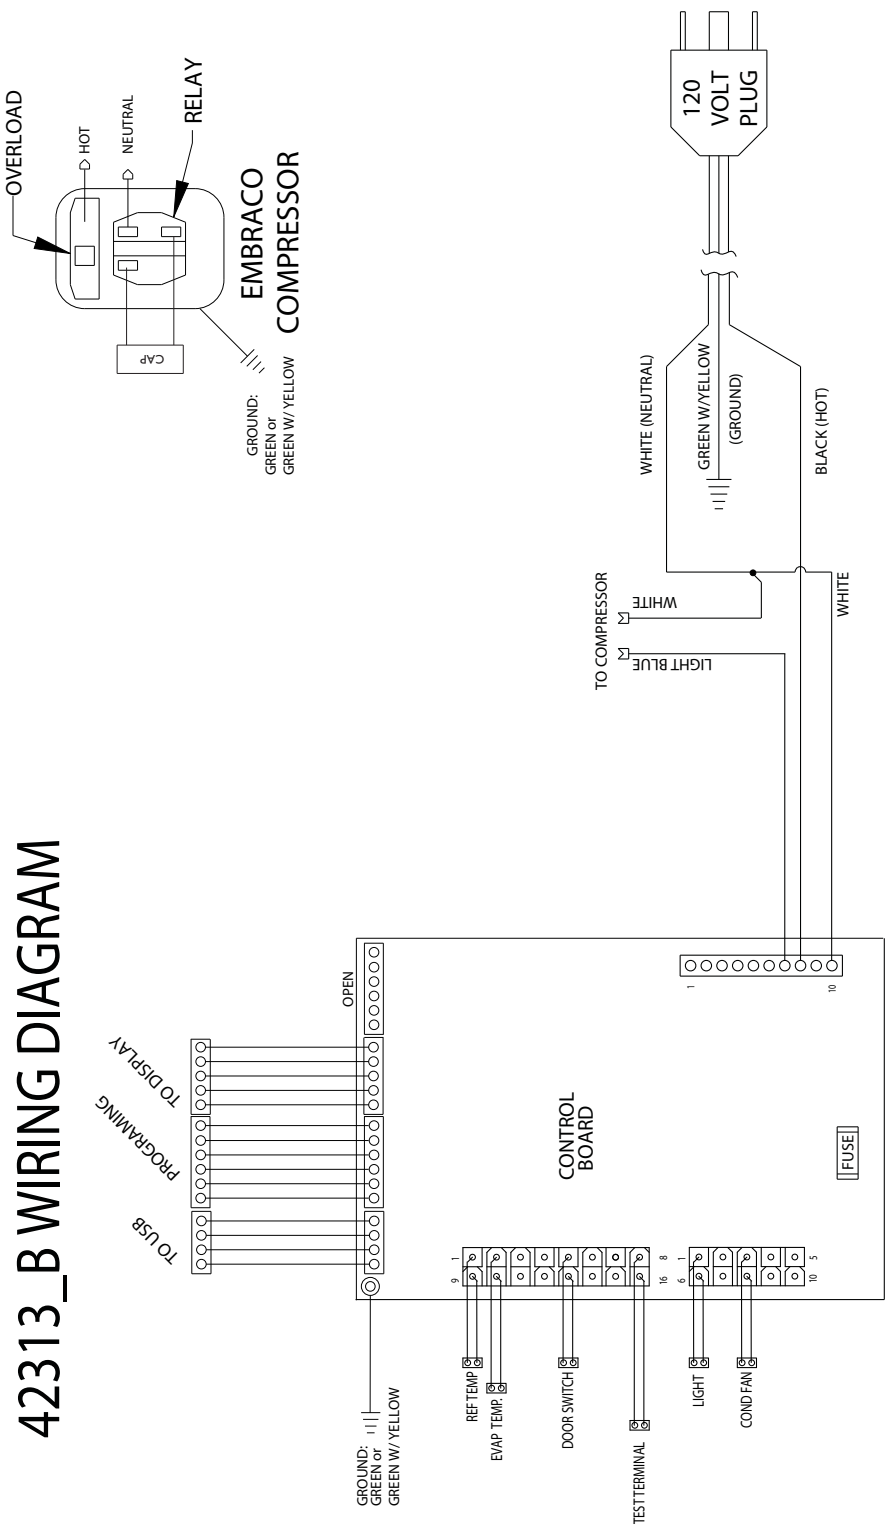 42313_B WIRING DIAGRAM
OVERLOAD
HOT
NEUTRAL
RELAY
CAP
EMBRACO
COMPRESSOR
GROUND:
GREEN or
GREEN W/ YELLOW
120
VOLT
PLUG
WHITE (NEUTRAL)
GREEN W/YELLOW
(GROUND)
BLACK (HOT)
TO COMPRESSOR
WHITE
LIGHT BLUE
WHITE
TO USB
PROGRAMING
TO DISPLAY
OPEN
1
10
CONTROL
BOARD
FUSE
1
8
9
16
1
5
6
10
GROUND:
GREEN or
GREEN W/ YELLOW
REF TEMP
EVAP TEMP.
DOOR SWITCH
TEST TERMINAL
LIGHT
COND FAN